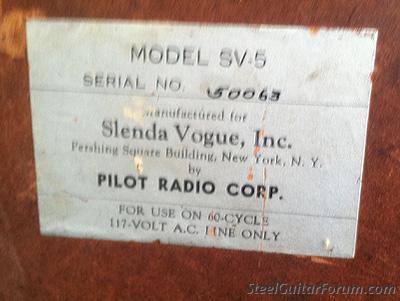 MODEL SV-5
SERIAL NO. 50063
manufactured for
Slenda Vogue, Inc.
Pershing Square Building, New York, N. Y.
by
PILOT RADIO CORP.
FOR USE ON 60-CYCLE
117-VOLT A.C. LINE ONLY
SteelGuitarForum.com